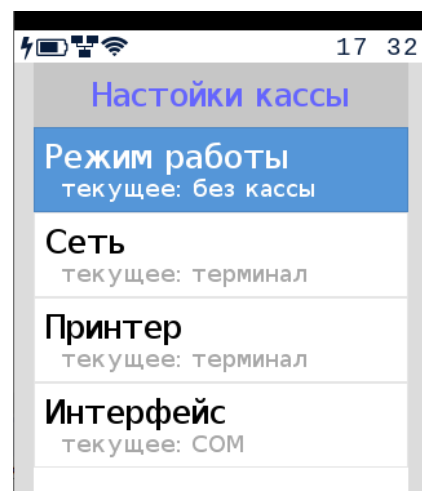 17 32
Настойки кассы
Режим работы
текущее: без кассы
Сеть
текущее: терминал
Принтер
текущее: терминал
Интерфейс
текущее: COM